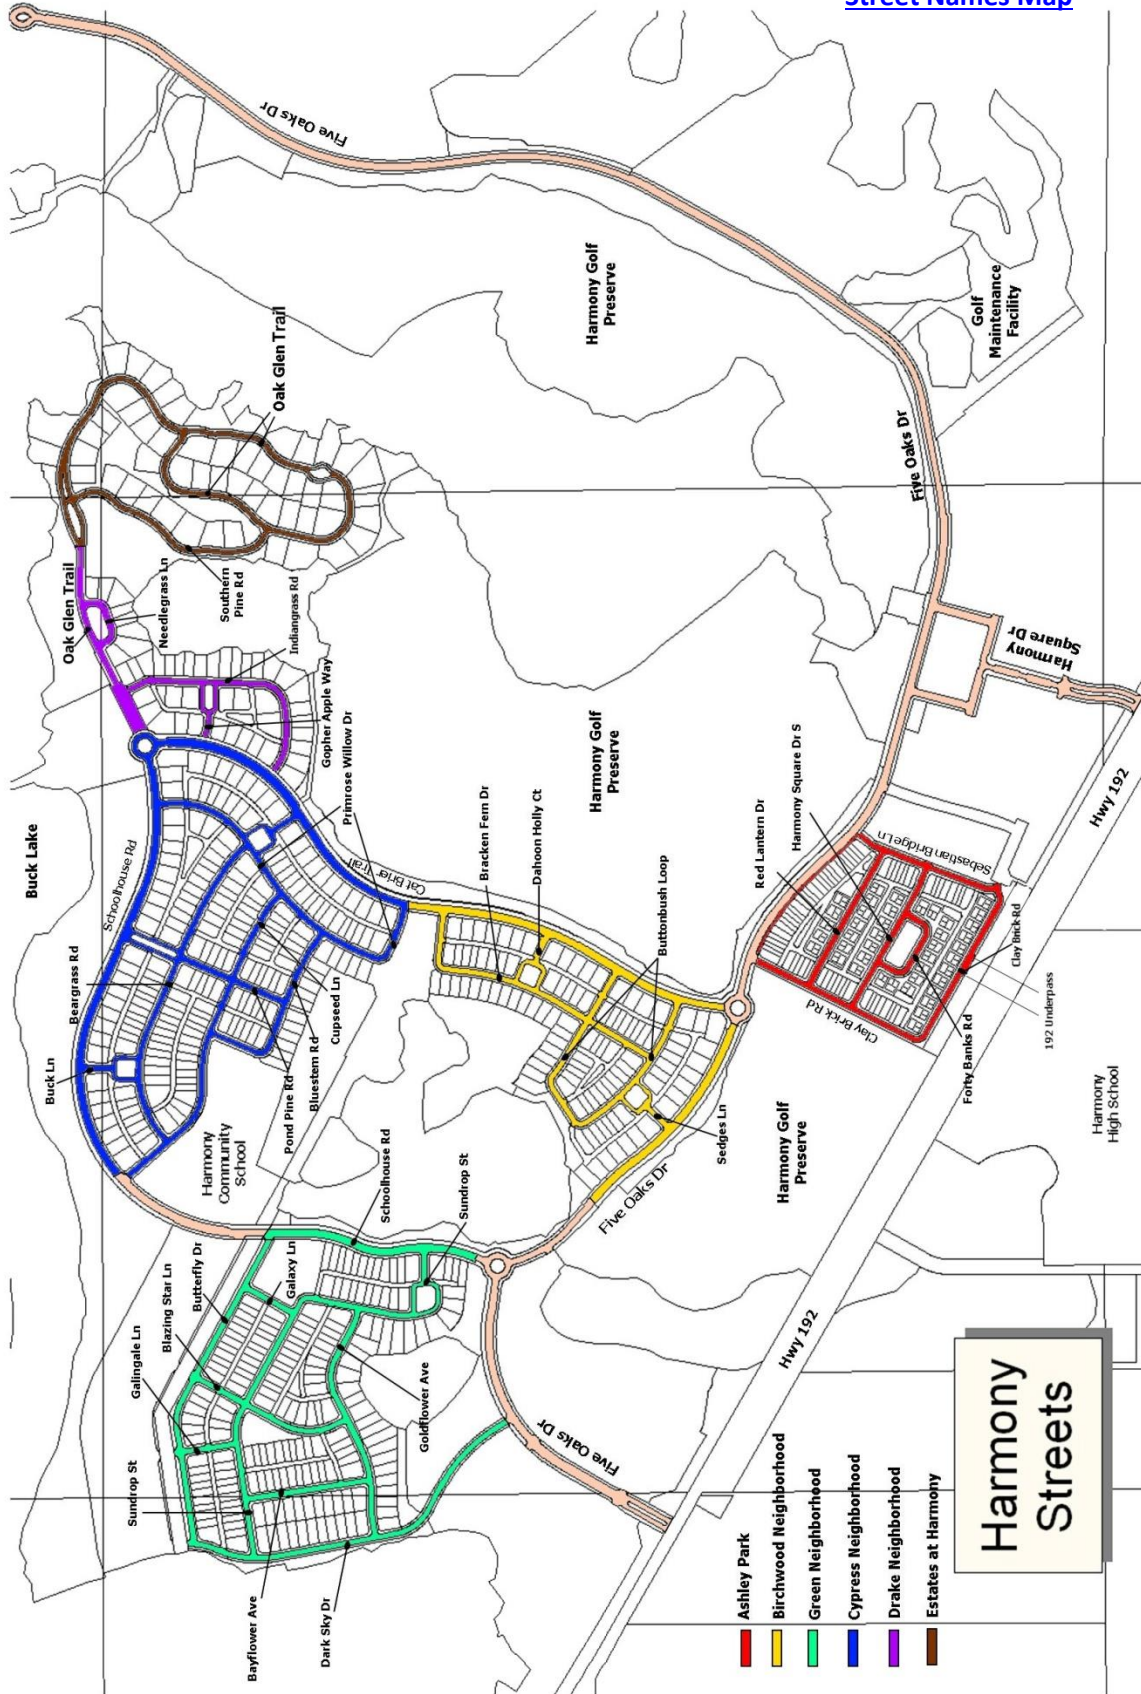 Street Names Map
Five Oaks Dr
Harmony Golf
Preserve
Golf
Maintenance
Facility
Oak Glen Trail
Oak Glen Trail
Needlegrass Ln
Southern
Pine Rd
Indiangrass Rd
Gopher Apple Way
Primrose Willow Dr
Five Oaks Dr
Harmony
Square Dr
Hwy 192
Buck Lake
Schoolhouse Rd
Beargrass Rd
Buck Ln
Cat Brier Trail
Bracken Fern Dr
Dahoon Holly Ct
Buttonbush Loop
Harmony Golf
Preserve
Red Lantern Dr
Harmony Square Dr S
Sebastian Bridge Ln
Clay Brick Rd
Clay Brick Rd
192 Underpass
Forty Banks Rd
Harmony
High School
Cupseed Ln
Bluestem Rd
Pond Pine Rd
Harmony
Community
School
Sedges Ln
Five Oaks Dr
Harmony Golf
Preserve
Schoolhouse Rd
Sundrop St
Butterfly Dr
Galaxy Ln
Blazing Star Ln
Galingale Ln
Goldflower Ave
Sundrop St
Bayflower Ave
Dark Sky Dr
Five Oaks Dr
Hwy 192
Ashley Park
Birchwood Neighborhood
Green Neighborhood
Cypress Neighborhood
Drake Neighborhood
Estates at Harmony
Harmony
Streets